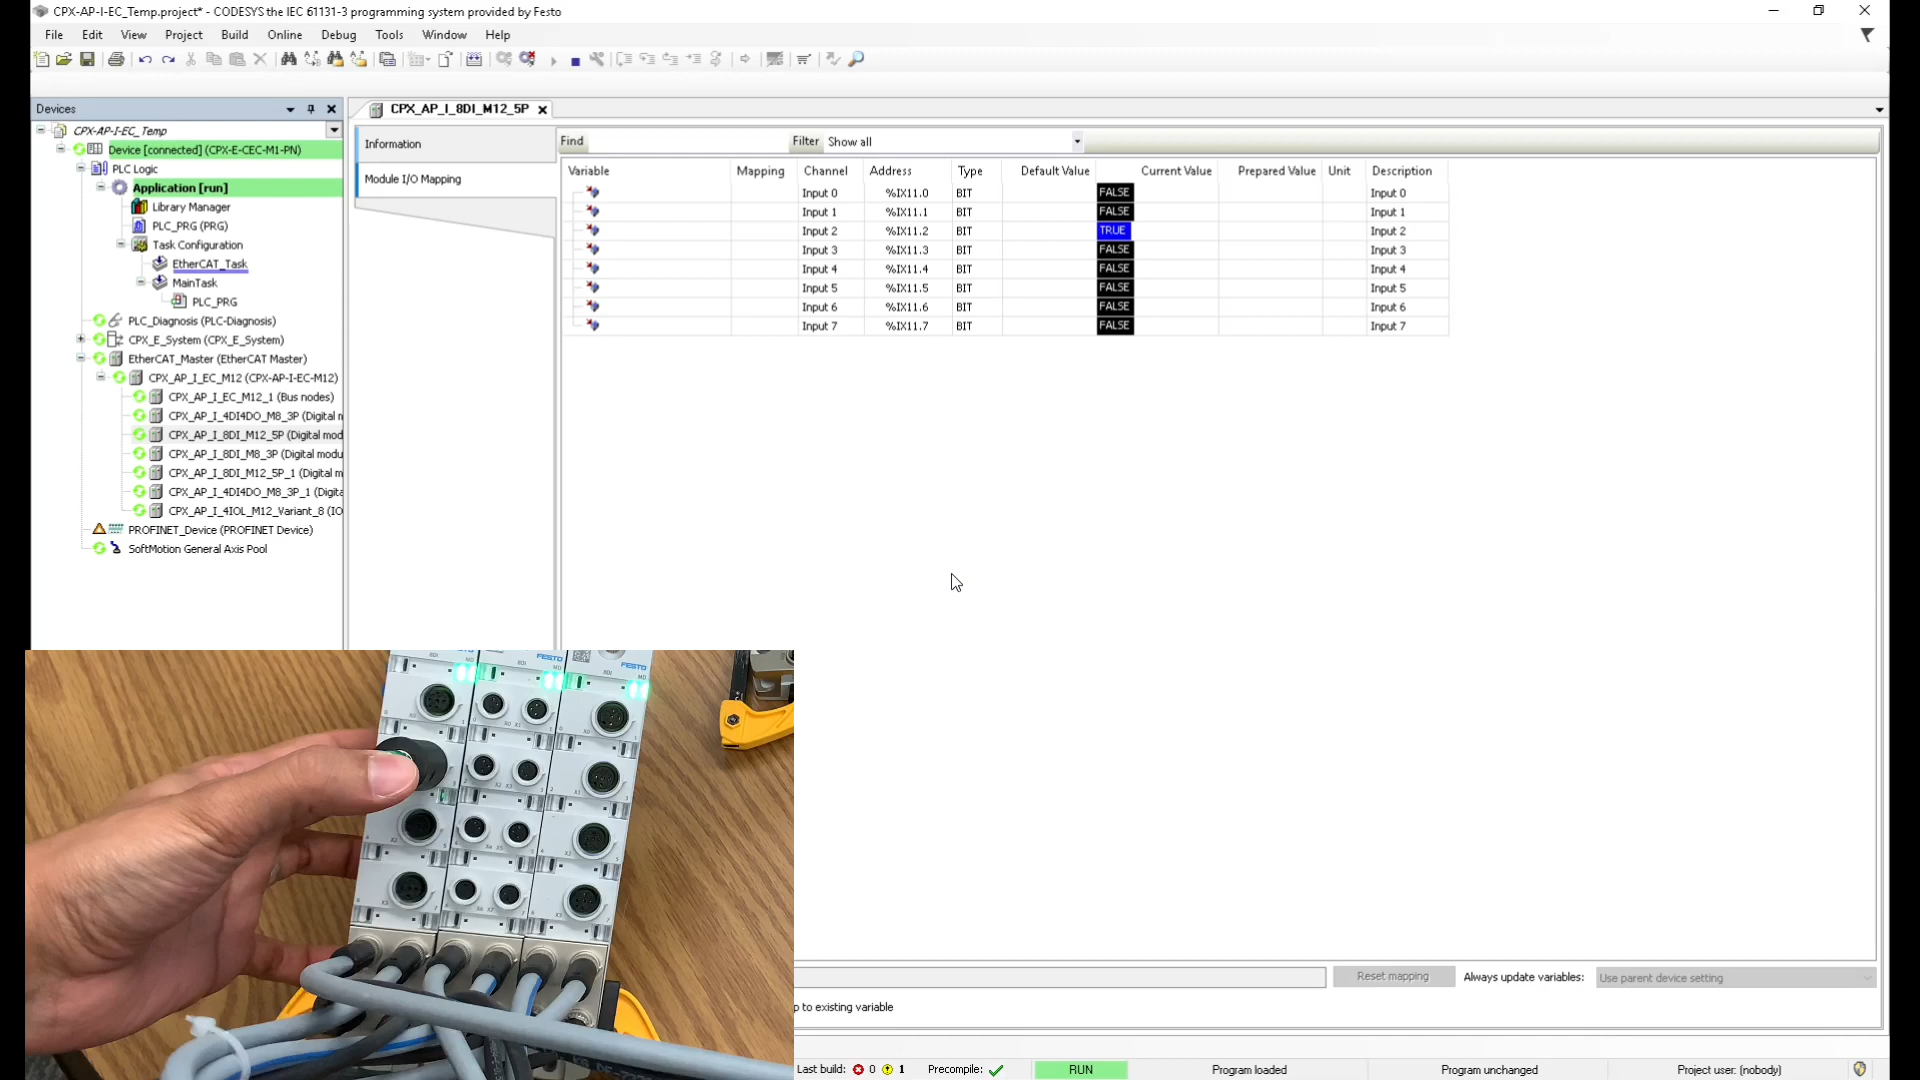 CPX-AP-I-EC_Temp.project* - CODESYS the IEC 61131-3 programming system provided by Festo
File Edit View Project Build Online Debug Tools Window Help
Devices
CPX-AP-I-EC_Temp
Device [connected] (CPX-E-CEC-M1-PN)
PLC Logic
Application [run]
Library Manager
PLC_PRG (PRG)
Task Configuration
EtherCAT_Task
MainTask
PLC_PRG
PLC_Diagnosis (PLC-Diagnosis)
CPX_E_System (CPX_E_System)
EtherCAT_Master (EtherCAT Master)
CPX_AP_I_EC_M12 (CPX-AP-I-EC-M12)
CPX_AP_I_EC_M12_1 (Bus nodes)
CPX_AP_I_4DI4DO_M8_3P (Digital m
CPX_AP_I_8DI_M12_5P (Digital mod
CPX_AP_I_8DI_M8_3P (Digital modu
CPX_AP_I_8DI_M12_5P_1 (Digital m
CPX_AP_I_4DI4DO_M8_3P_1 (Digita
CPX_AP_I_4IOL_M12_Variant_8 (IO
PROFINET_Device (PROFINET Device)
SoftMotion General Axis Pool
CPX_AP_I_8DI_M12_5P
Information
Module I/O Mapping
Find Filter Show all
Variable Mapping Channel Address Type Default Value Current Value Prepared Value Unit Description
Input 0 %IX11.0 BIT FALSE Input 0
Input 1 %IX11.1 BIT FALSE Input 1
Input 2 %IX11.2 BIT TRUE Input 2
Input 3 %IX11.3 BIT FALSE Input 3
Input 4 %IX11.4 BIT FALSE Input 4
Input 5 %IX11.5 BIT FALSE Input 5
Input 6 %IX11.6 BIT FALSE Input 6
Input 7 %IX11.7 BIT FALSE Input 7
FESTO
FESTO
FESTO
Reset mapping Always update variables: Use parent device setting
p to existing variable
Last build: 0 1 Precompile: RUN Program loaded Program unchanged Project user: (nobody)